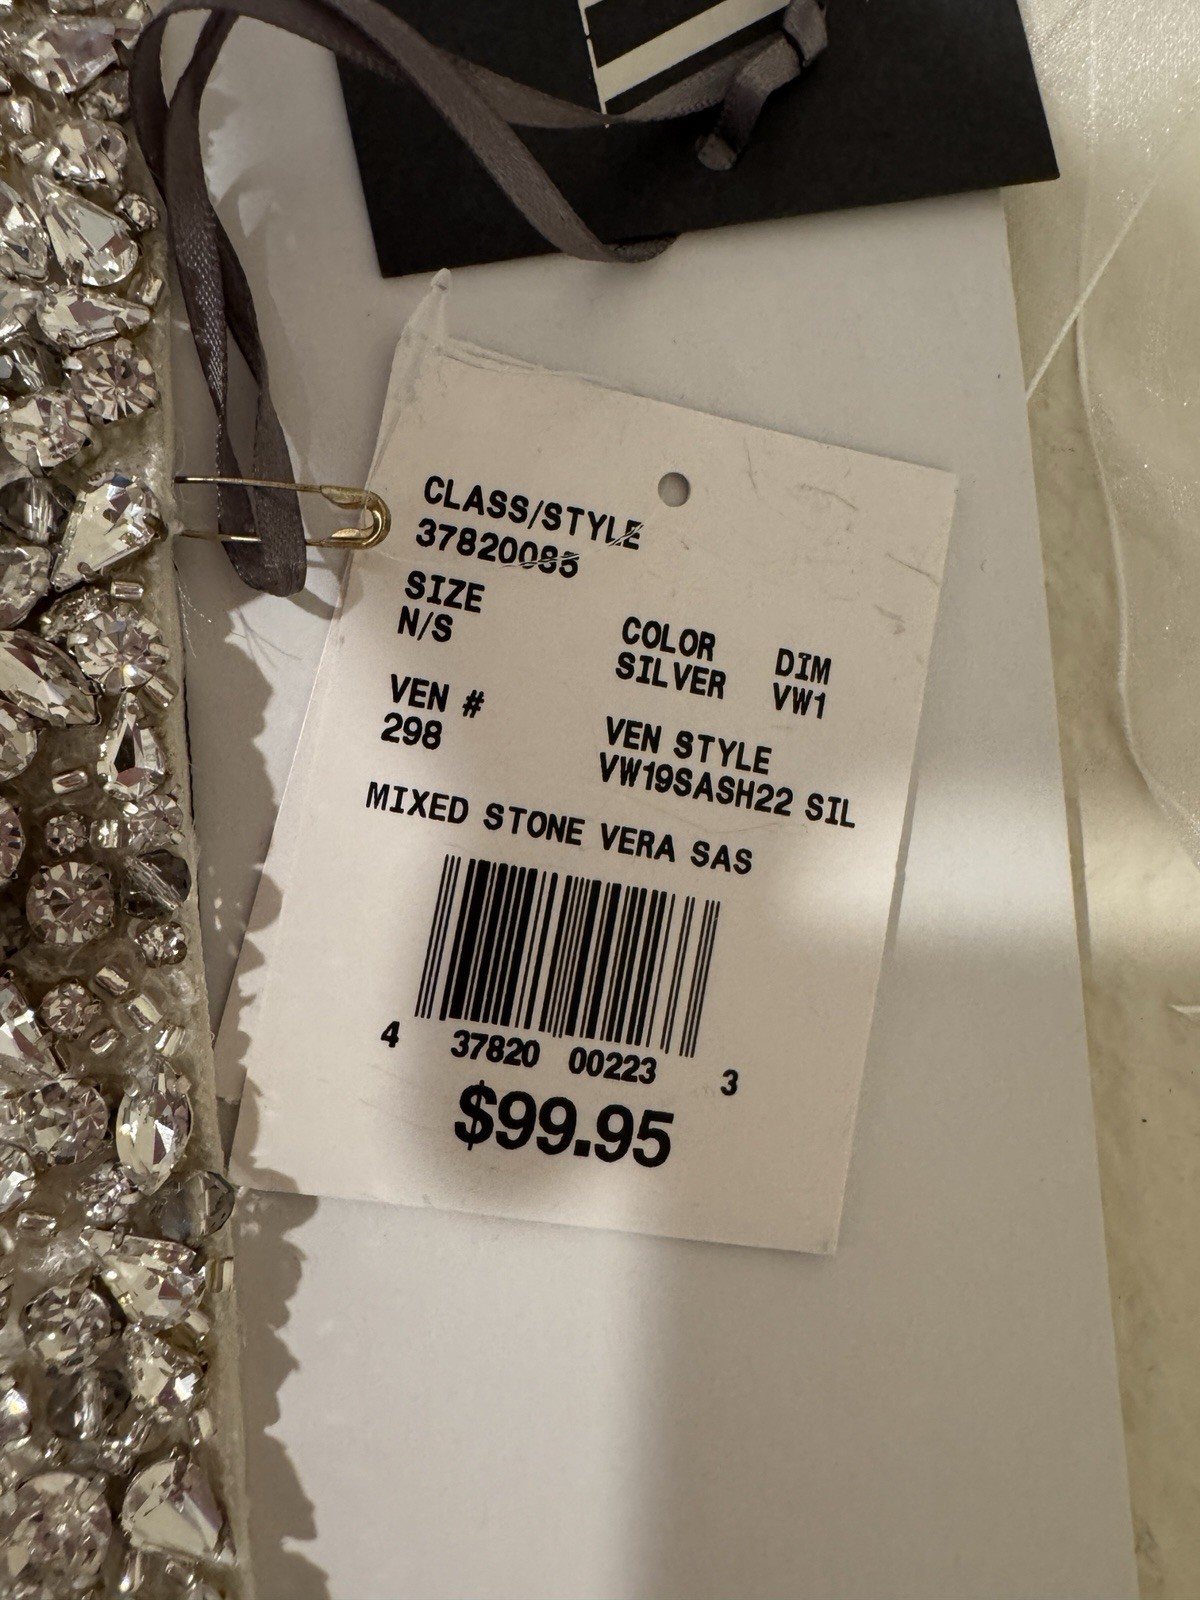 CLASS/STYLE
37820085
SIZE
N/S
COLOR DIM
SILVER VW1
VEN #
298
VEN STYLE
VW19SASH22 SIL
MIXED STONE VERA SAS
4 37820 00223 3
$99.95